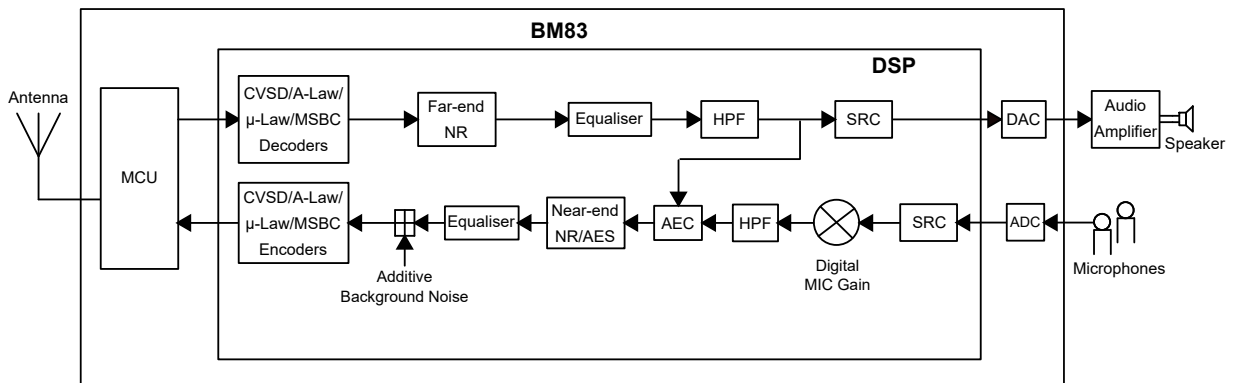 BM83
DSP
Antenna
MCU
CVSD/A-Law/
μ-Law/MSBC
Decoders
Far-end
NR
Equaliser
HPF
SRC
DAC
Audio
Amplifier
Speaker
CVSD/A-Law/
μ-Law/MSBC
Encoders
Additive
Background Noise
Equaliser
Near-end
NR/AES
AEC
HPF
Digital
MIC Gain
SRC
ADC
Microphones